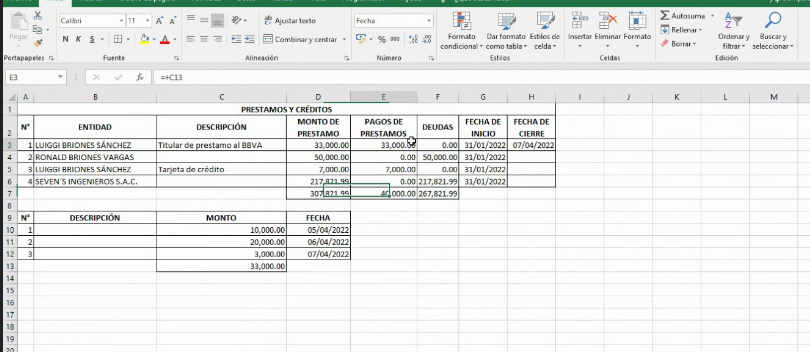 Calibri 11 A A Ajustar texto Fecha Autosuma
Pegar N K S Combinar y centrar % 000 Formato condicional Dar formato como tabla Estilos de celda Insertar Eliminar Formato Rellenar Borrar Ordenar y filtrar Buscar y seleccionar
Portapapeles Fuente Alineación Número Estilos Celdas Edición
E3 fx =+C13
A B C D E F G H I J K L M
1 PRESTAMOS Y CRÉDITOS
2 N° ENTIDAD DESCRIPCIÓN MONTO DE PRESTAMO PAGOS DE PRESTAMOS DEUDAS FECHA DE INICIO FECHA DE CIERRE
3 1 LUIGGI BRIONES SÁNCHEZ Titular de prestamo al BBVA 33,000.00 33,000.00 0.00 31/01/2022 07/04/2022
4 2 RONALD BRIONES VARGAS 50,000.00 0.00 50,000.00 31/01/2022
5 3 LUIGGI BRIONES SÁNCHEZ Tarjeta de crédito 7,000.00 7,000.00 0.00 31/01/2022
6 4 SEVEN´S INGENIEROS S.A.C. 217,821.99 0.00 217,821.99 31/01/2022
7 307,821.99 40,000.00 267,821.99
8
9 N° DESCRIPCIÓN MONTO FECHA
10 1 10,000.00 05/04/2022
11 2 20,000.00 06/04/2022
12 3 3,000.00 07/04/2022
13 33,000.00
14
15
16
17
18
19
20